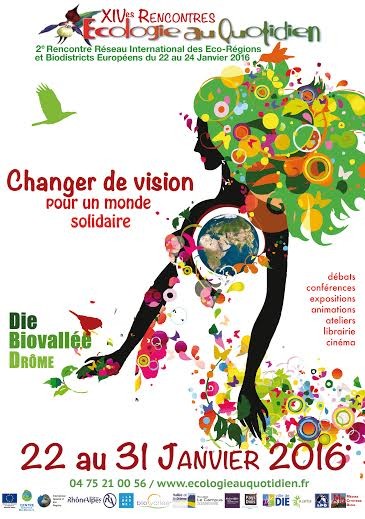 XIVes RENCONTRES
Ecologie au Quotidien
2e Rencontre Réseau International des Eco-Régions
et Biodistricts Européens du 22 au 24 Janvier 2016
Changer de vision
pour un monde
solidaire
débats
conférences
expositions
animations
ateliers
librairie
cinéma
Die
Biovallée
DRÔME
22 AU 31 JANVIER 2016
04 75 21 00 56 / www.ecologieauquotidien.fr
RhôneAlpes
DIE